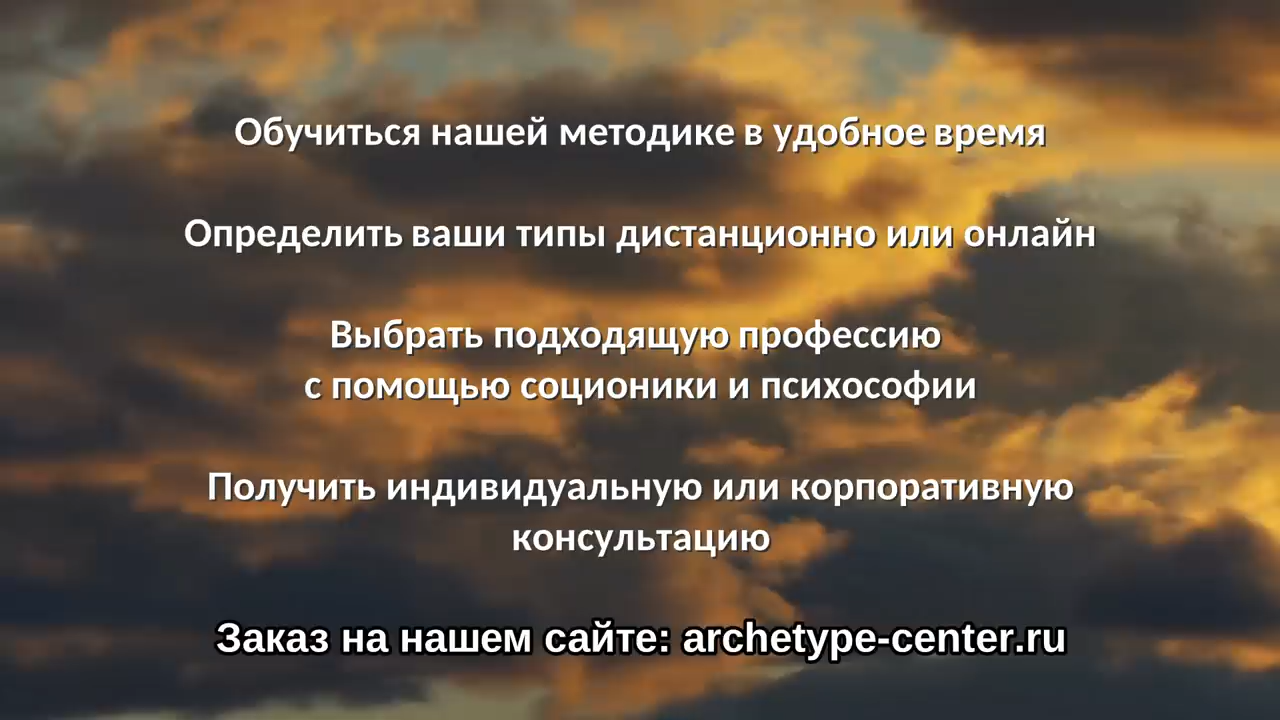 Обучиться нашей методике в удобное время
Определить ваши типы дистанционно или онлайн
Выбрать подходящую профессию
с помощью соционики и психософии
Получить индивидуальную или корпоративную
консультацию
Заказ на нашем сайте: archetype-center.ru